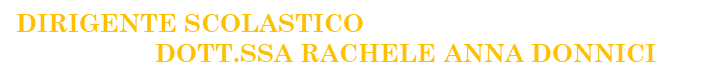 DIRIGENTE SCOLASTICO
DOTT.SSA RACHELE ANNA DONNICI